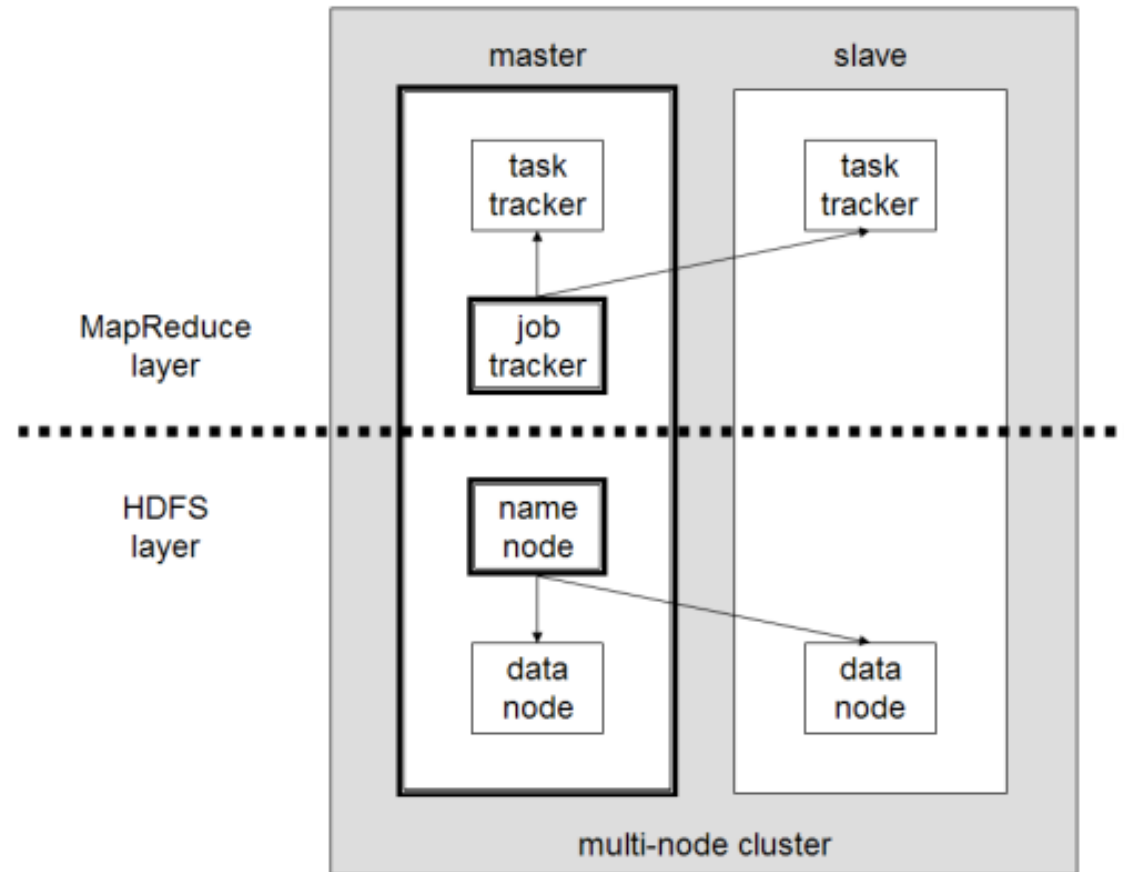 master
slave
task
tracker
task
tracker
MapReduce
layer
job
tracker
HDFS
layer
name
node
data
node
data
node
multi-node cluster